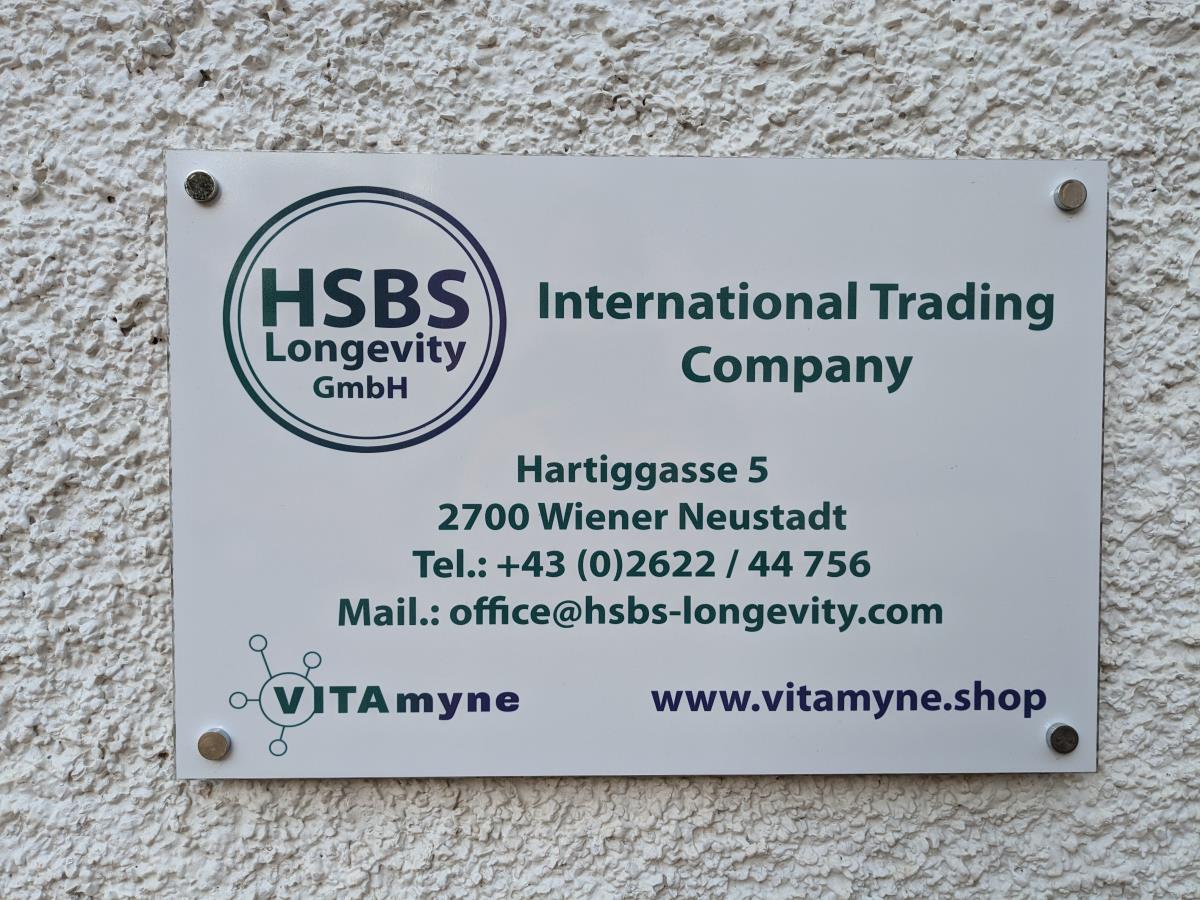 HSBS
Longevity
GmbH
International Trading
Company
Hartiggasse 5
2700 Wiener Neustadt
Tel.: +43 (0)2622 / 44 756
Mail.: office@hsbs-longevity.com
VITAmyne
www.vitamyne.shop